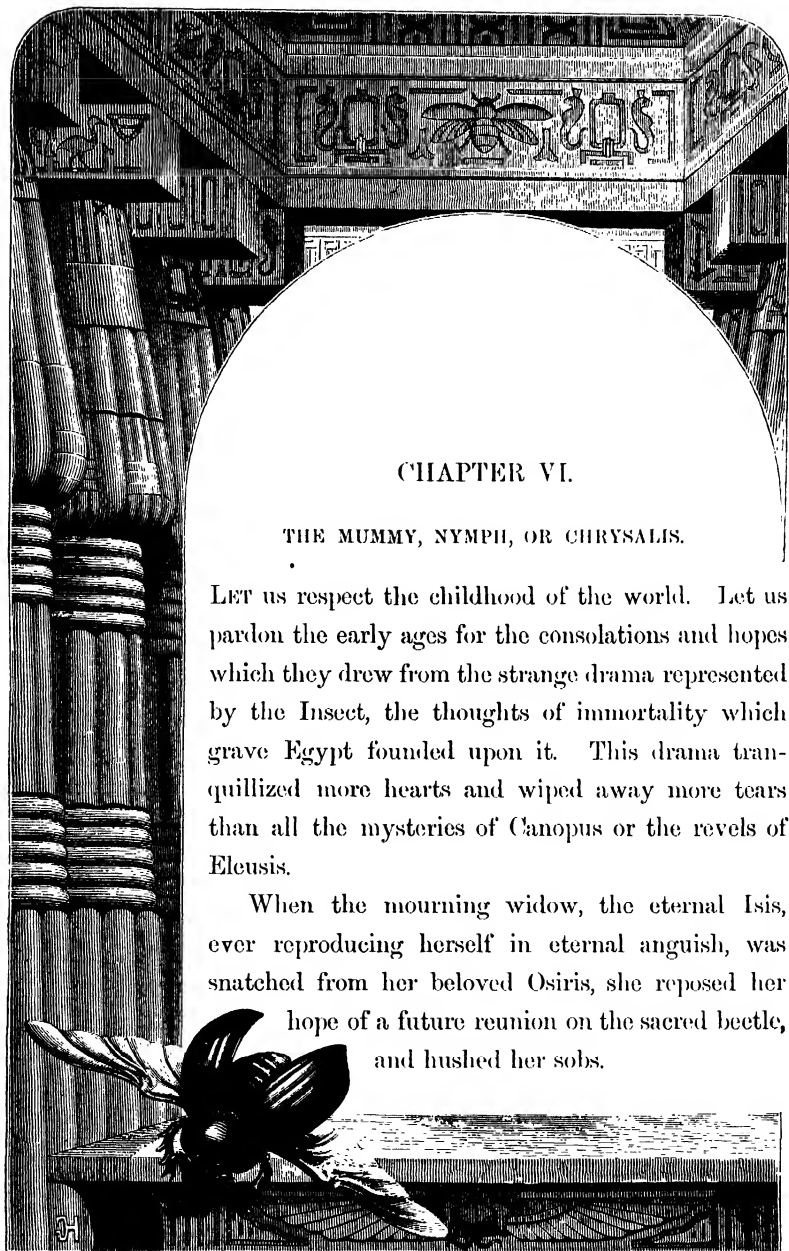 CHAPTER VI.
THE MUMMY, NYMPH, OR CHRYSALIS.
LET us respect the childhood of the world. Let us
pardon the early ages for the consolations and hopes
which they drew from the strange drama represented
by the Insect, the thoughts of immortality which
grave Egypt founded upon it. This drama tran-
quillized more hearts and wiped away more tears
than all the mysteries of Canopus or the revels of
Eleusis.
When the mourning widow, the eternal Isis,
ever reproducing herself in eternal anguish, was
snatched from her beloved Osiris, she reposed her
hope of a future reunion on the sacred beetle,
and hushed her sobs.